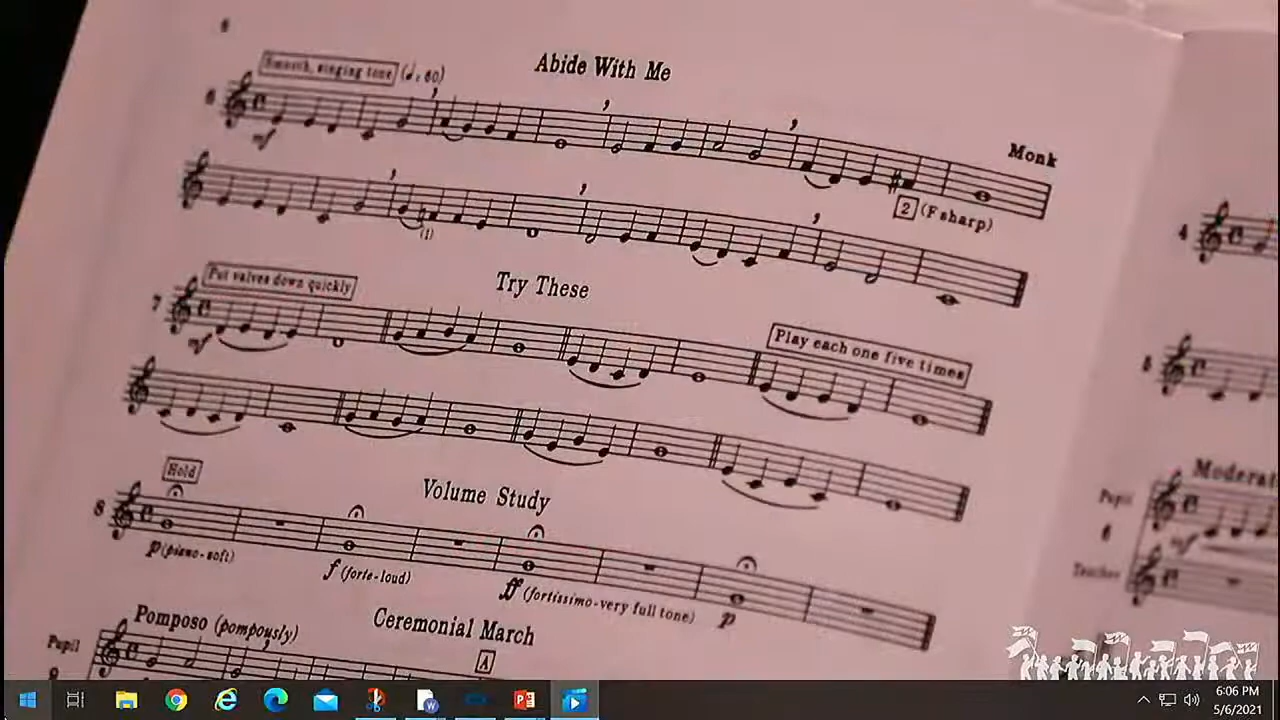 6
Abide With Me
Smooth, singing tone (♩ : 60)
Monk
6
mf
2 (F sharp)
(1)
Try These
Put valves down quickly
7
mf
Play each one five times
Volume Study
Hold
8
p (piano-soft)
f (forte-loud)
ff (fortissimo-very full tone)
p
Ceremonial March
Pomposo (pompously)
A
Pupil
4
5
Moderat
Pupil
6
mf
Teacher
6:06 PM
5/6/2021